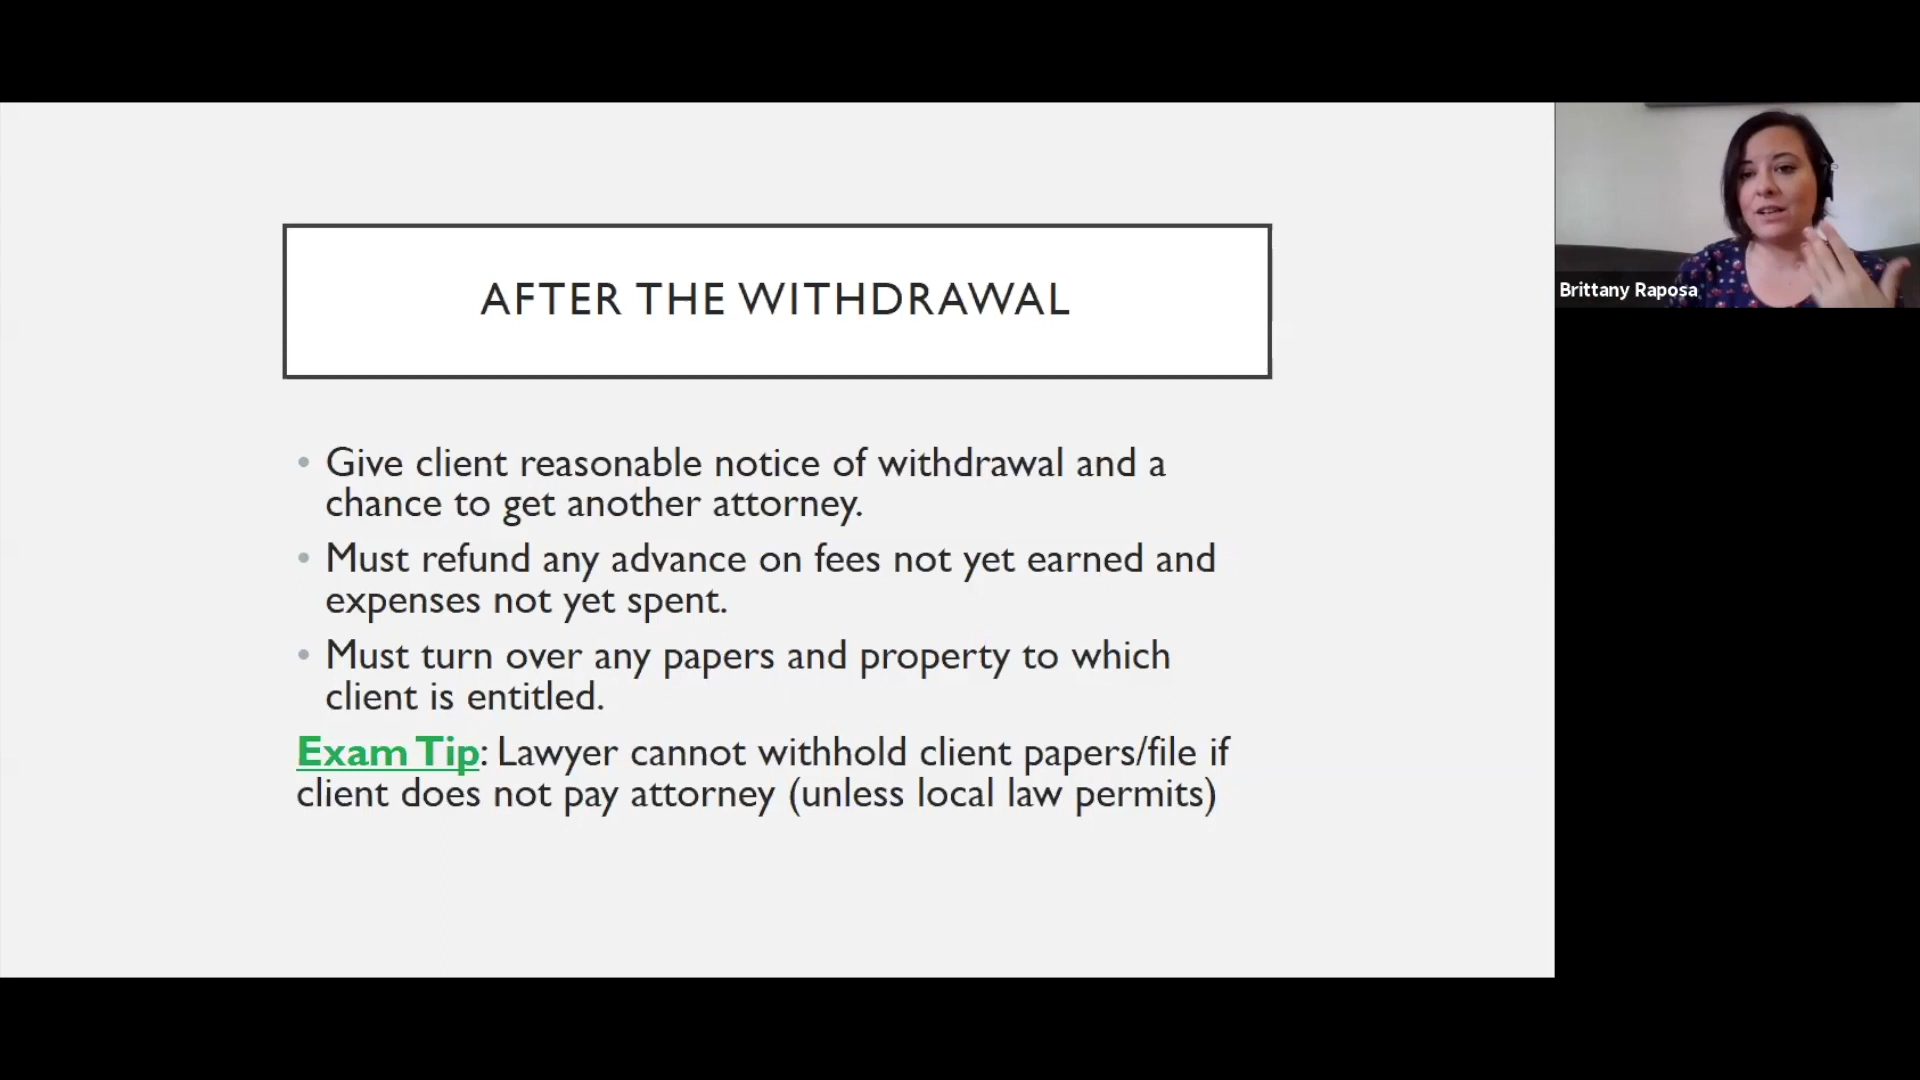 AFTER THE WITHDRAWAL
Brittany Raposa
• Give client reasonable notice of withdrawal and a
chance to get another attorney.
• Must refund any advance on fees not yet earned and
expenses not yet spent.
• Must turn over any papers and property to which
client is entitled.
Exam Tip: Lawyer cannot withhold client papers/file if
client does not pay attorney (unless local law permits)